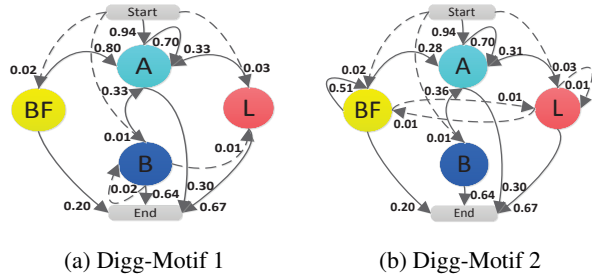 Start
0.94
0.70
0.80
0.33
0.02
0.03
A
BF
L
0.33
0.01
0.01
B
0.02
0.64
0.30
0.20
0.67
End
(a) Digg-Motif 1
Start
0.94
0.70
0.28
0.31
0.02
0.03
0.51
0.01
A
BF
L
0.36
0.01
0.01
0.01
B
0.64
0.30
0.20
0.67
End
(b) Digg-Motif 2